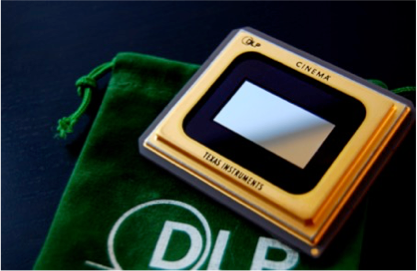 DLP
CINEMA
TEXAS INSTRUMENTS
DLP